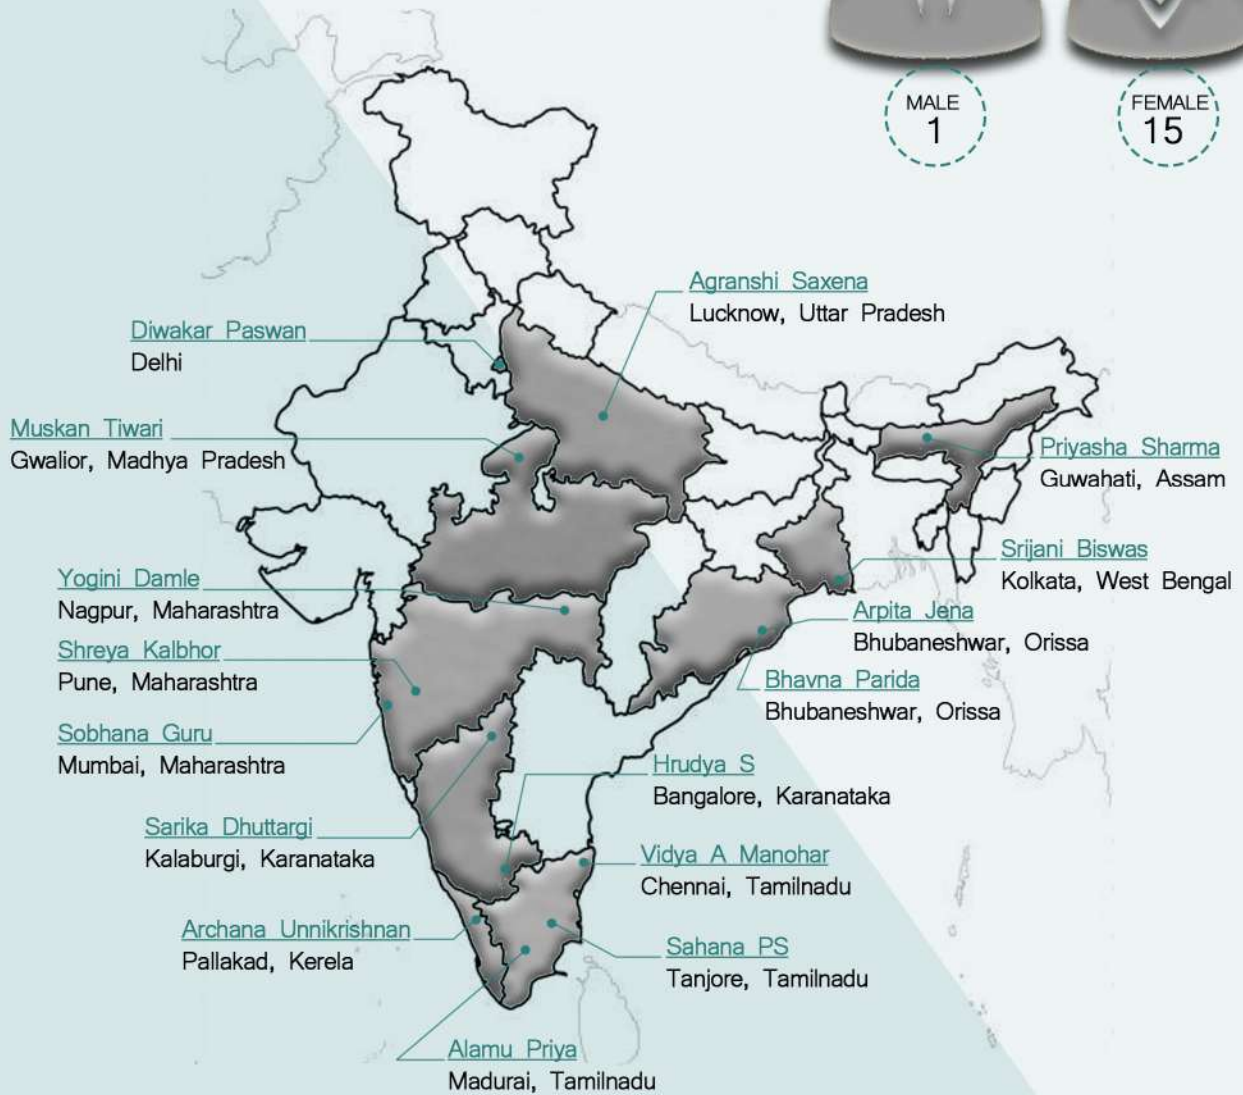 MALE
1
FEMALE
15
Agranshi Saxena
Lucknow, Uttar Pradesh
Diwakar Paswan
Delhi
Muskan Tiwari
Gwalior, Madhya Pradesh
Priyasha Sharma
Guwahati, Assam
Srijani Biswas
Kolkata, West Bengal
Yogini Damle
Nagpur, Maharashtra
Arpita Jena
Bhubaneshwar, Orissa
Shreya Kalbhor
Pune, Maharashtra
Bhavna Parida
Bhubaneshwar, Orissa
Sobhana Guru
Mumbai, Maharashtra
Hrudya S
Bangalore, Karanataka
Sarika Dhuttargi
Kalaburgi, Karanataka
Vidya A Manohar
Chennai, Tamilnadu
Archana Unnikrishnan
Pallakad, Kerela
Sahana PS
Tanjore, Tamilnadu
Alamu Priya
Madurai, Tamilnadu